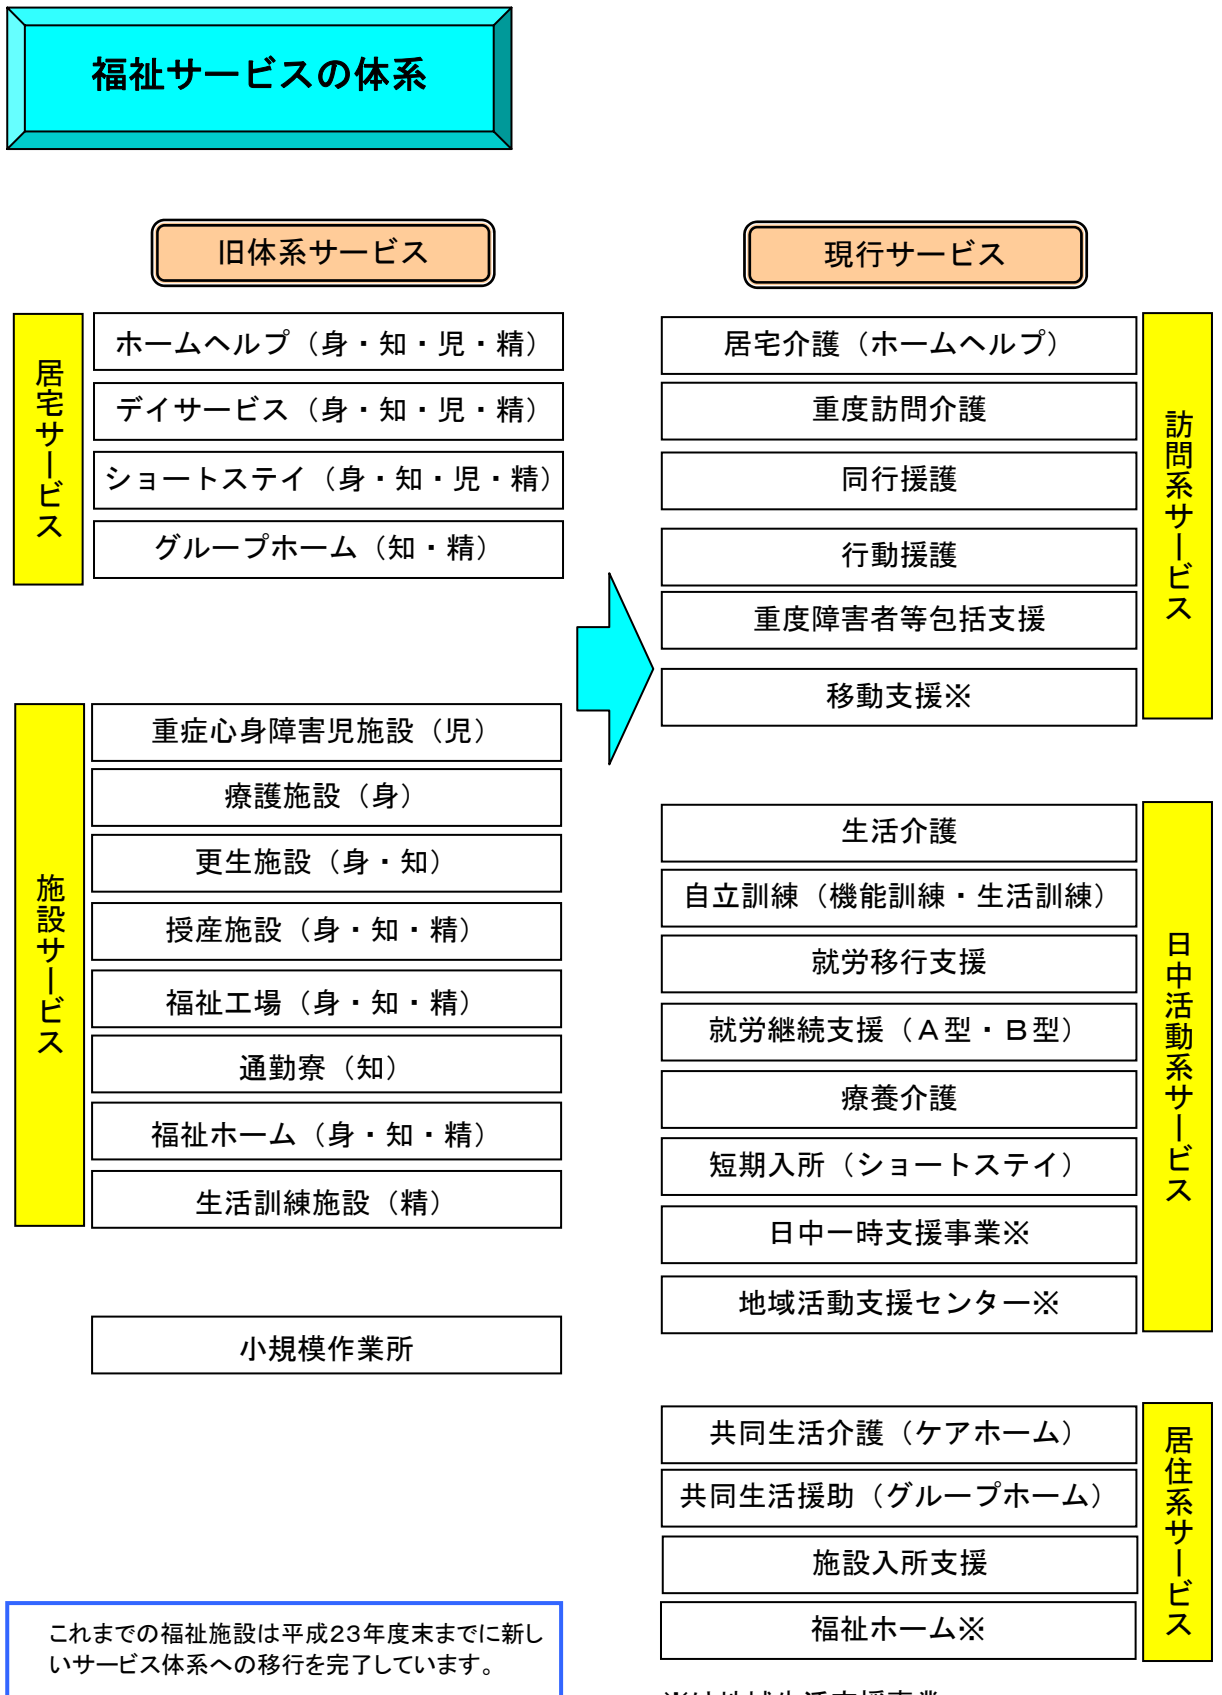 福祉サービスの体系
旧体系サービス
居宅サービス
ホームヘルプ（身・知・児・精）
デイサービス（身・知・児・精）
ショートステイ（身・知・児・精）
グループホーム（知・精）
施設サービス
重症心身障害児施設（児）
療護施設（身）
更生施設（身・知）
授産施設（身・知・精）
福祉工場（身・知・精）
通勤寮（知）
福祉ホーム（身・知・精）
生活訓練施設（精）
小規模作業所
これまでの福祉施設は平成２３年度末までに新し
いサービス体系への移行を完了しています。
現行サービス
居宅介護（ホームヘルプ）
重度訪問介護
同行援護
行動援護
重度障害者等包括支援
移動支援※
訪問系サービス
生活介護
自立訓練（機能訓練・生活訓練）
就労移行支援
就労継続支援（Ａ型・Ｂ型）
療養介護
短期入所（ショートステイ）
日中一時支援事業※
地域活動支援センター※
日中活動系サービス
共同生活介護（ケアホーム）
共同生活援助（グループホーム）
施設入所支援
福祉ホーム※
居住系サービス
※は地域生活支援事業